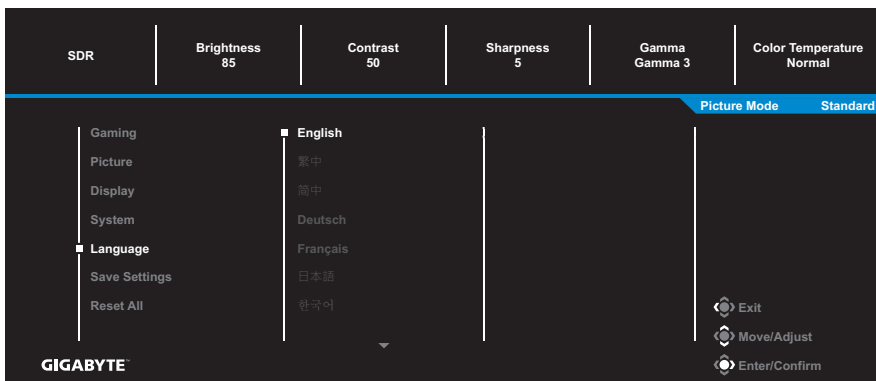 SDR
Brightness
85
Contrast
50
Sharpness
5
Gamma
Gamma 3
Color Temperature
Normal
Picture Mode Standard
Gaming
Picture
Display
System
Language
Save Settings
Reset All
English
繁中
简中
Deutsch
Français
日本語
한국어
Exit
Move/Adjust
Enter/Confirm
GIGABYTE™